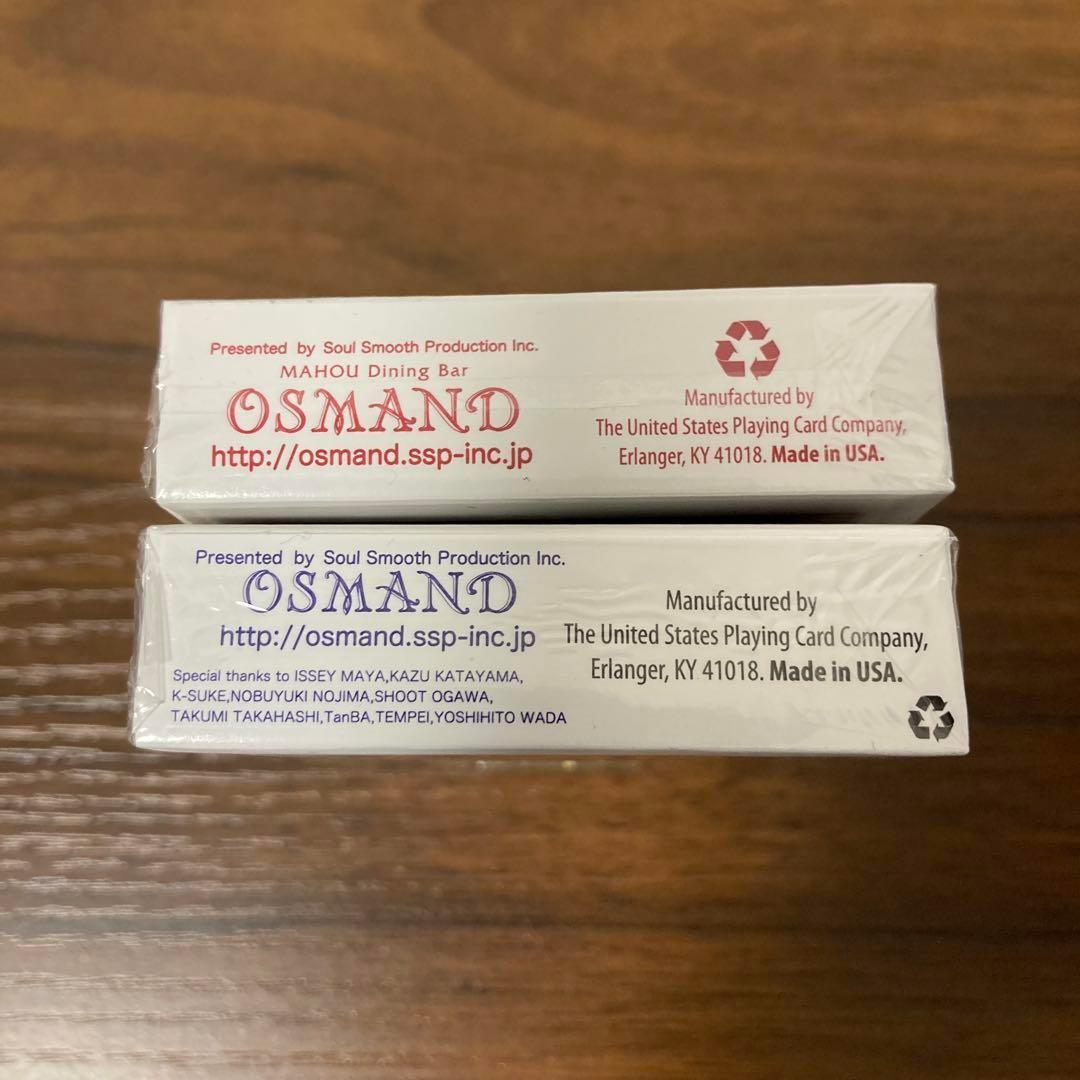 Presented by Soul Smooth Production Inc.
MAHOU Dining Bar
OSMAND
http://osmand.ssp-inc.jp
Manufactured by
The United States Playing Card Company,
Erlanger, KY 41018. Made in USA.
Presented by Soul Smooth Production Inc.
OSMAND
http://osmand.ssp-inc.jp
Special thanks to ISSEY MAYA,KAZU KATAYAMA,
K-SUKE,NOBUYUKI NOJIMA,SHOOT OGAWA,
TAKUMI TAKAHASHI,TanBA,TEMPEI,YOSHIHITO WADA
Manufactured by
The United States Playing Card Company,
Erlanger, KY 41018. Made in USA.